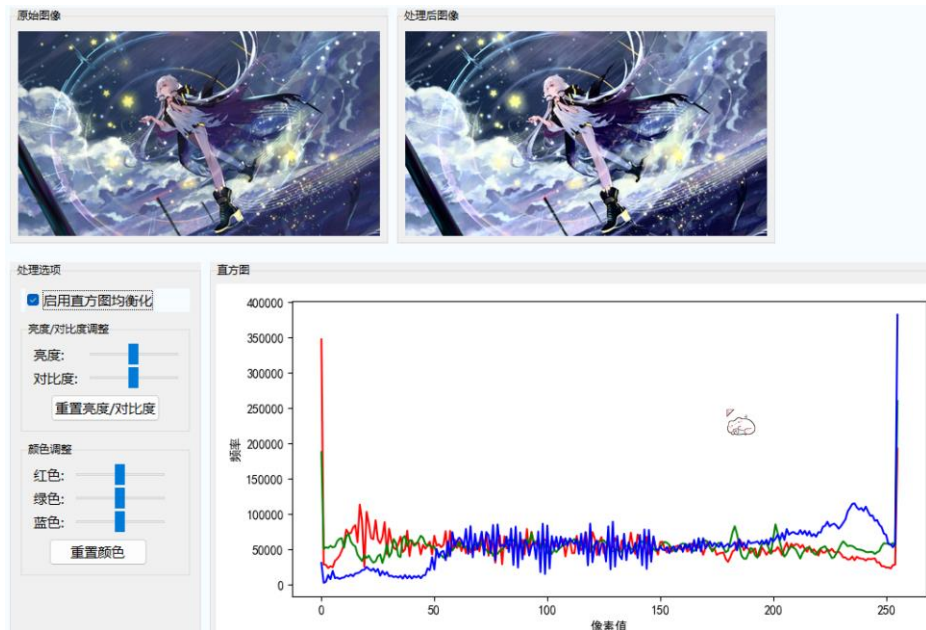 原始图像
处理后图像
处理选项
启用直方图均衡化
亮度/对比度调整
亮度:
对比度:
重置亮度/对比度
颜色调整
红色:
绿色:
蓝色:
重置颜色
直方图
400000
350000
300000
250000
200000
150000
100000
50000
0
频率
0
50
100
150
200
250
像素值